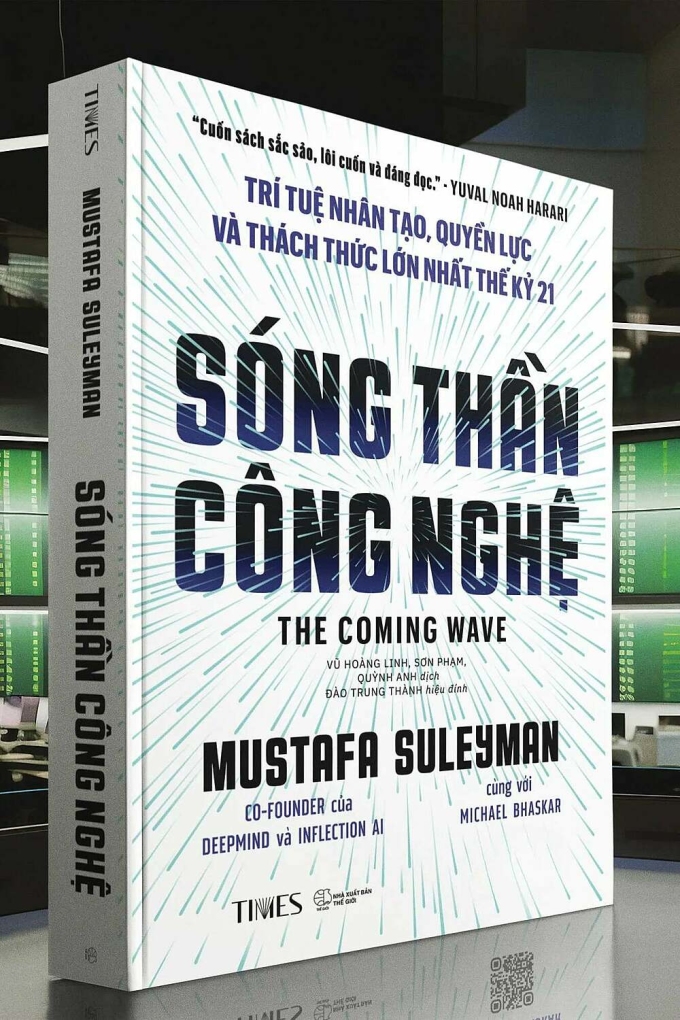 TIMES
MUSTAFA SULEYMAN
SÓNG THẦN CÔNG NGHỆ
“Cuốn sách sắc sảo, lôi cuốn và đáng đọc.” - YUVAL NOAH HARARI
TRÍ TUỆ NHÂN TẠO, QUYỀN LỰC
VÀ THÁCH THỨC LỚN NHẤT THẾ KỶ 21
SÓNG THẦN
CÔNG NGHỆ
THE COMING WAVE
VŨ HOÀNG LINH, SƠN PHẠM,
QUỲNH ANH dịch
ĐÀO TRUNG THÀNH hiệu đính
MUSTAFA SULEYMAN
CO-FOUNDER của
DEEPMIND và INFLECTION AI
cùng với
MICHAEL BHASKAR
TIMES
THẾ GIỚI
NHÀ XUẤT BẢN
THẾ GIỚI